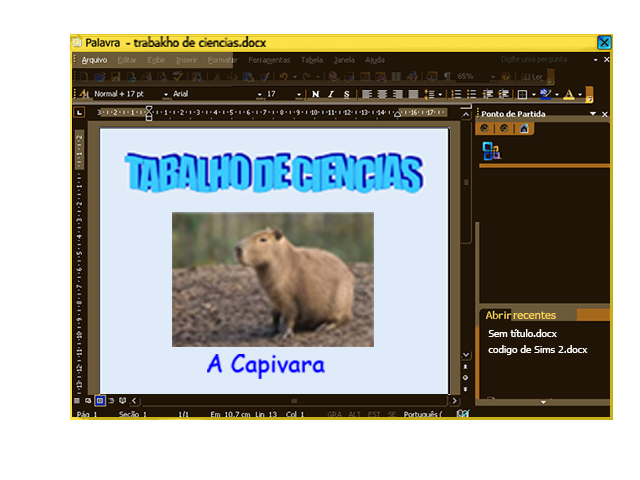 Palavra - trabakho de ciencias.docx
Arquivo Editar Exibir Inserir Formatar Ferramentas Tabela Janela Ajuda Digite uma pergunta
65% Ler
Normal + 17 pt Arial 17 N I S
Ponto de Partida
TABALHO DE CIENCIAS
A Capivara
Abrir recentes
Sem título.docx
codigo de Sims 2.docx
Pág 1 Seção 1 1/1 Em 10,7 cm Lin 13 Col 1 GRA ALT EST SE Português (